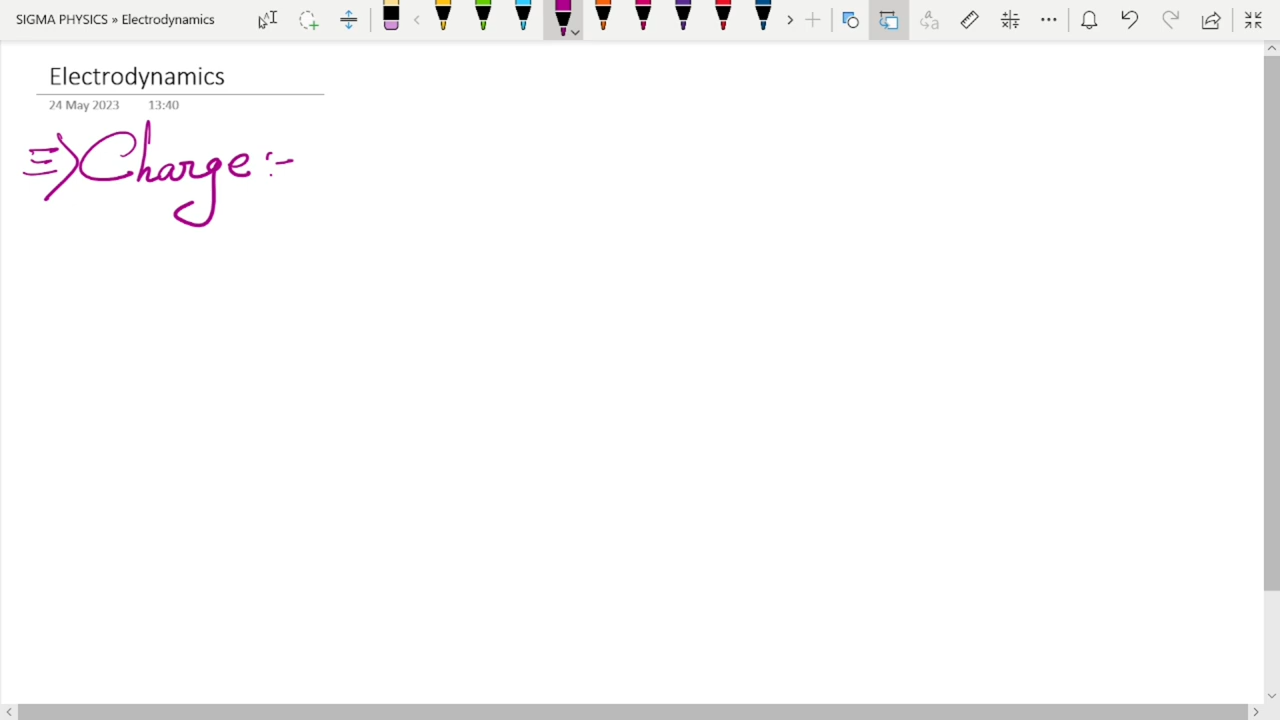 SIGMA PHYSICS » Electrodynamics
Electrodynamics
24 May 2023 13:40
⇒ Charge :-